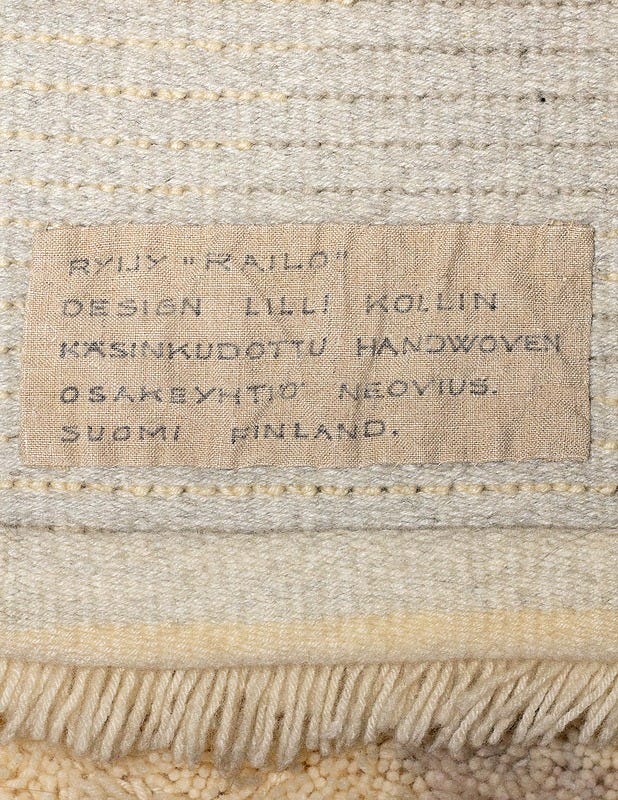 RYIJY "RAILO"
DESIGN LILLI KOLLIN
KÄSINKUDOTTU HANDWOVEN
OSAKEYHTIÖ NEOVIUS.
SUOMI FINLAND.